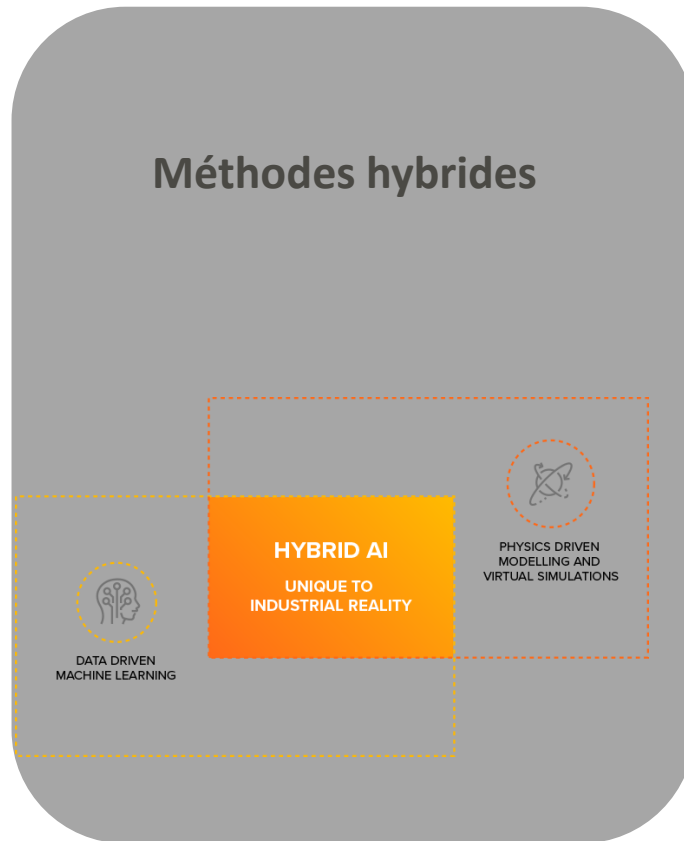 Méthodes hybrides
HYBRID AI
UNIQUE TO
INDUSTRIAL REALITY
PHYSICS DRIVEN
MODELLING AND
VIRTUAL SIMULATIONS
DATA DRIVEN
MACHINE LEARNING